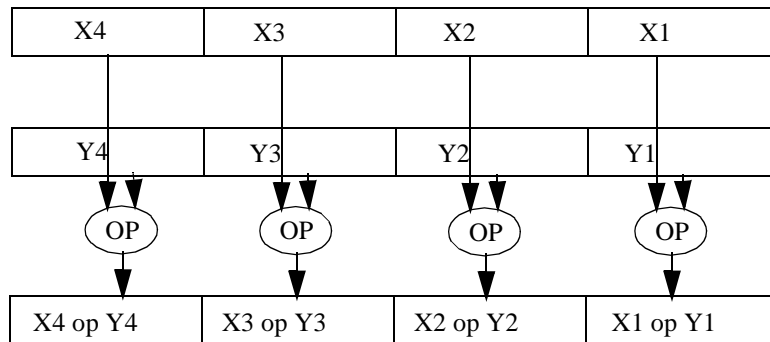 X4 X3 X2 X1
Y4 Y3 Y2 Y1
OP OP OP OP
X4 op Y4 X3 op Y3 X2 op Y2 X1 op Y1